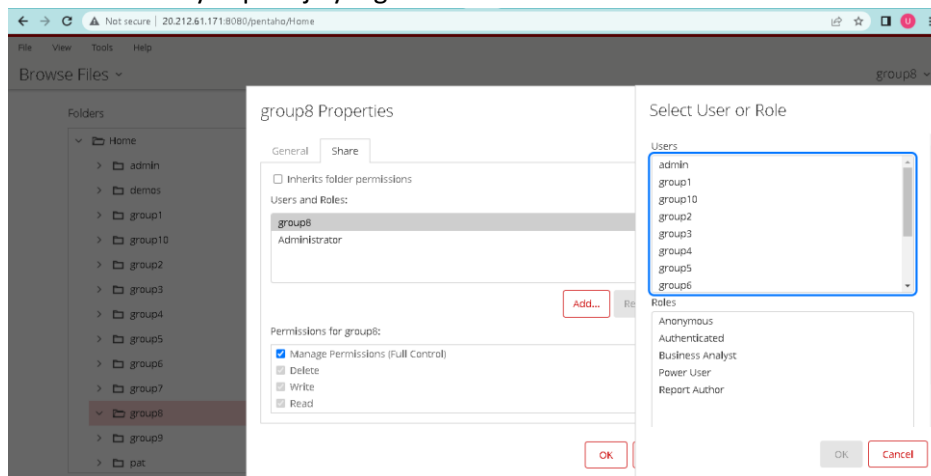 Not secure | 20.212.61.171:8080/pentaho/Home
U
File View Tools Help
Browse Files
group8
Folders
Home
admin
demos
group1
group10
group2
group3
group4
group5
group6
group7
group8
group9
pat
group8 Properties
General Share
Inherits folder permissions
Users and Roles:
group8
Administrator
Add... Re
Permissions for group8:
Manage Permissions (Full Control)
Delete
Write
Read
OK
Select User or Role
Users
admin
group1
group10
group2
group3
group4
group5
group6
Roles
Anonymous
Authenticated
Business Analyst
Power User
Report Author
OK Cancel